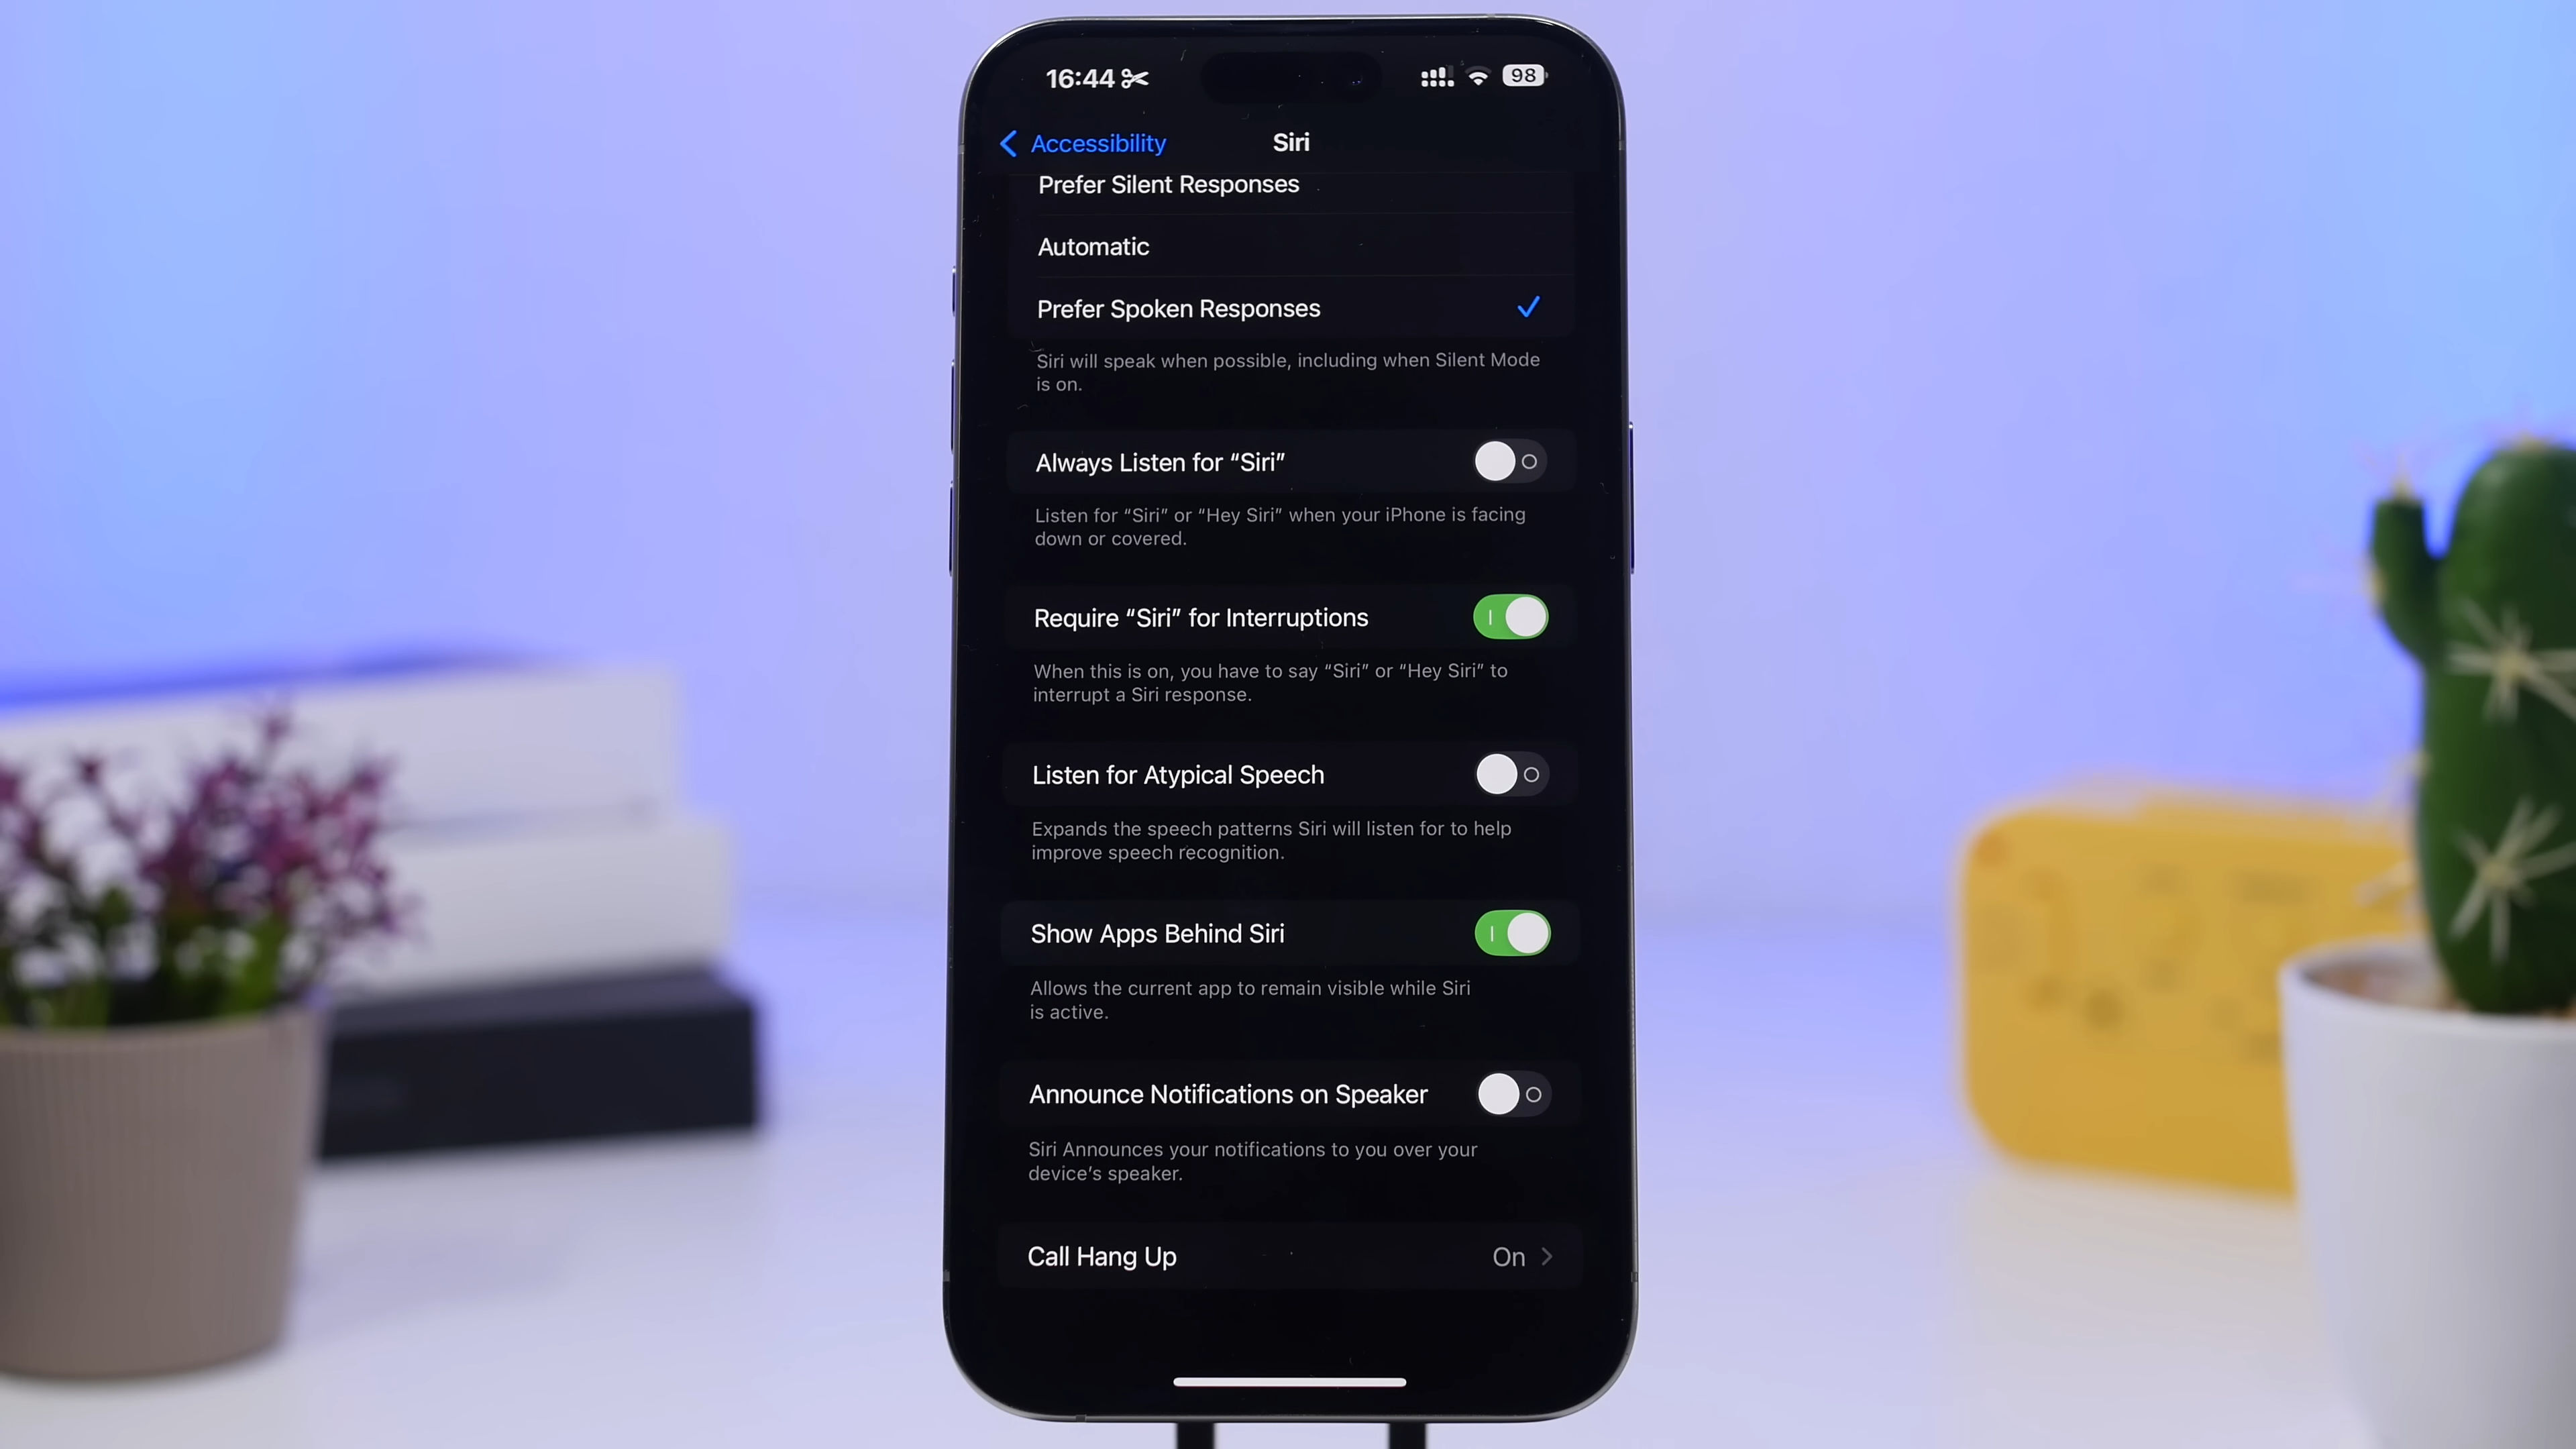 16:44
98
Accessibility
Siri
Prefer Silent Responses
Automatic
Prefer Spoken Responses
Siri will speak when possible, including when Silent Mode
is on.
Always Listen for “Siri”
Listen for “Siri” or “Hey Siri” when your iPhone is facing
down or covered.
Require “Siri” for Interruptions
When this is on, you have to say “Siri” or “Hey Siri” to
interrupt a Siri response.
Listen for Atypical Speech
Expands the speech patterns Siri will listen for to help
improve speech recognition.
Show Apps Behind Siri
Allows the current app to remain visible while Siri
is active.
Announce Notifications on Speaker
Siri Announces your notifications to you over your
device’s speaker.
Call Hang Up
On